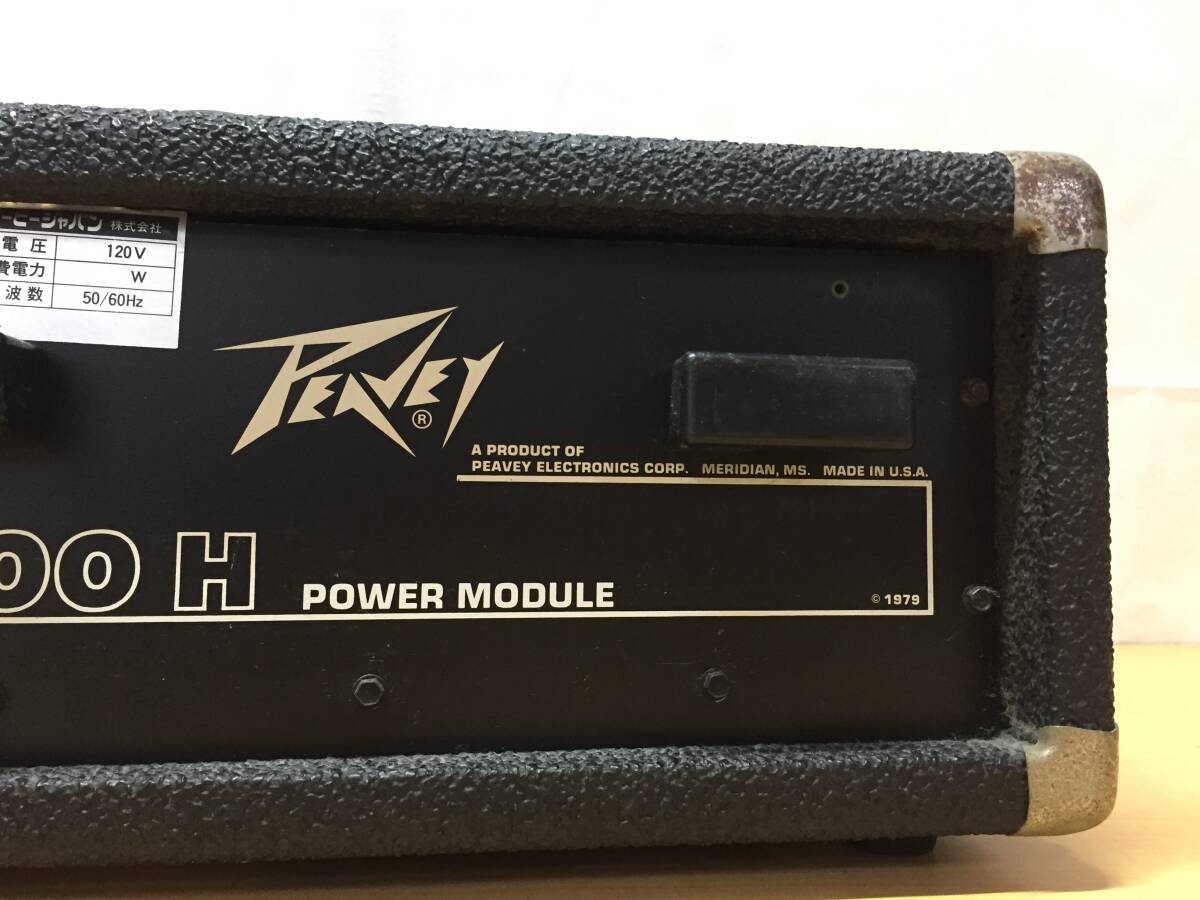 ーピージャパン 株式会社
電圧 120V
費電力 W
波数 50/60Hz
PEAVEY ®
A PRODUCT OF
PEAVEY ELECTRONICS CORP. MERIDIAN, MS. MADE IN U.S.A.
00 H POWER MODULE
© 1979